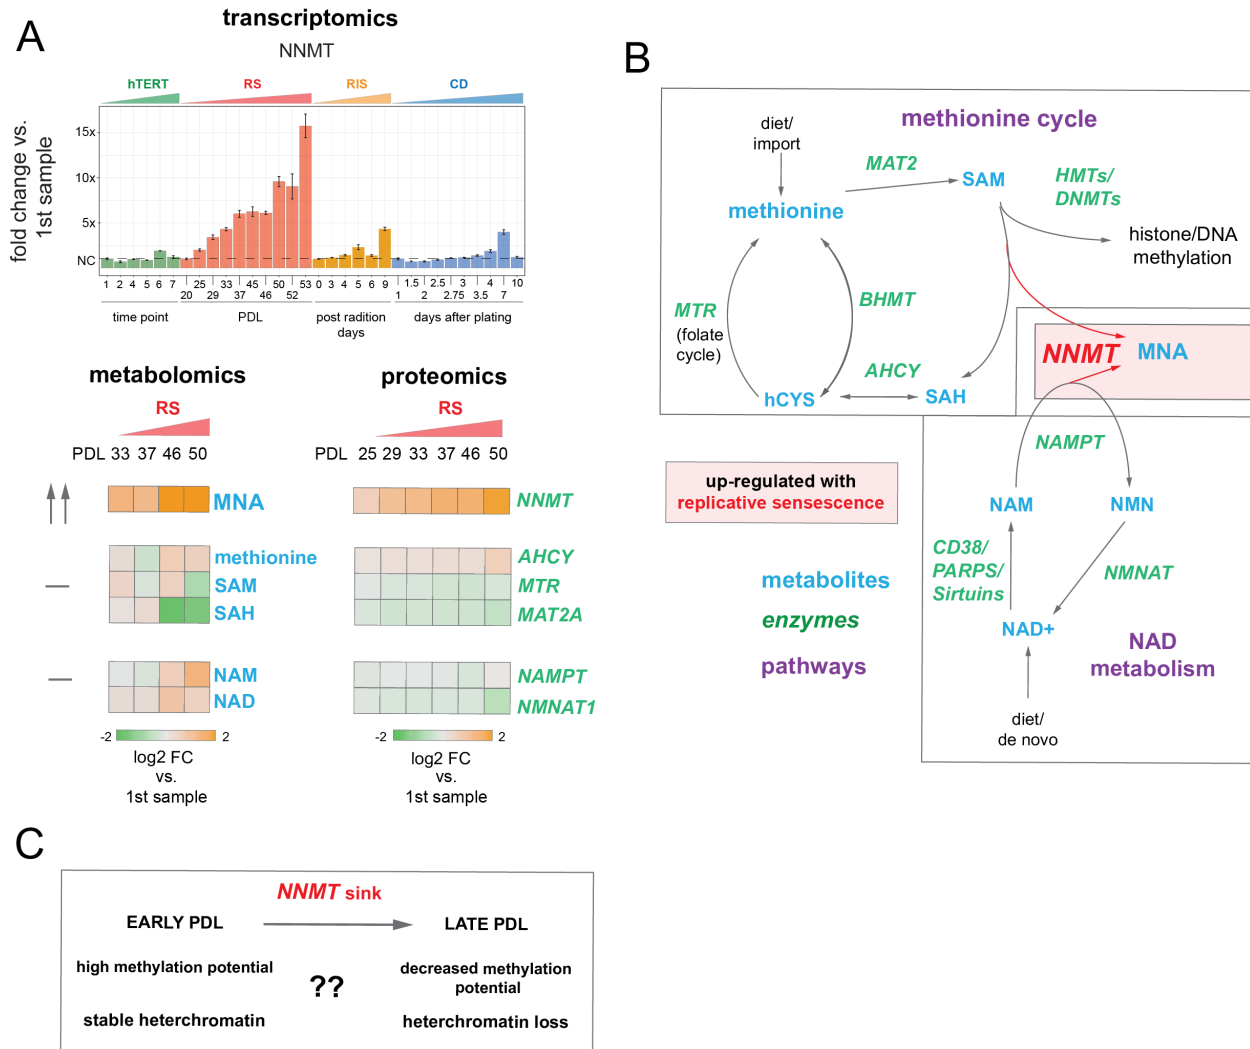 A
transcriptomics
NNMT
hTERT RS RIS CD
fold change vs.
1st sample
15x
10x
5x
NC
1 2 4 5 6 7 25 33 45 50 53 0 3 4 5 6 9 1.5 2.5 3 4 10
20 29 37 46 52 1 2 2.75 3.5 7
time point PDL post radition days after plating
days
metabolomics
RS
PDL 33 37 46 50
MNA
methionine
SAM
SAH
NAM
NAD
-2 2
log2 FC
vs.
1st sample
proteomics
RS
PDL 25 29 33 37 46 50
NNMT
AHCY
MTR
MAT2A
NAMPT
NMNAT1
-2 2
log2 FC
vs.
1st sample
B
methionine cycle
diet/
import
MAT2
SAM
HMTs/
DNMTs
methionine
histone/DNA
methylation
MTR
(folate
cycle)
BHMT
AHCY
hCYS
SAH
NNMT MNA
NAMPT
NAM
NMN
CD38/
PARPS/
Sirtuins
NMNAT
NAD+
NAD
metabolism
diet/
de novo
up-regulated with
replicative sensescence
metabolites
enzymes
pathways
C
NNMT sink
EARLY PDL LATE PDL
high methylation potential
??
decreased methylation
potential
stable heterchromatin
heterchromatin loss